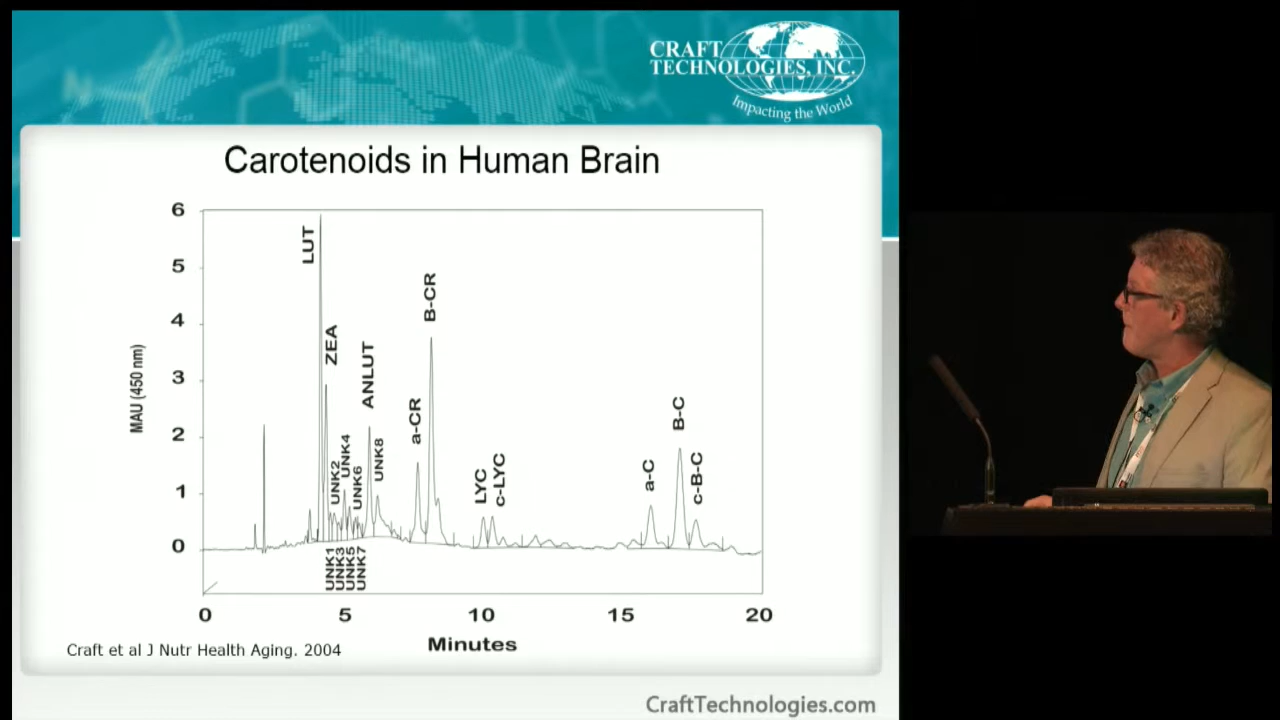 CRAFT
TECHNOLOGIES, INC.
Impacting the World
Carotenoids in Human Brain
6
5
4
3
2
1
0
MAU (450 nm)
LUT
ZEA
UNK2
UNK4
UNK6
ANLUT
UNK8
a-CR
B-CR
LYC
c-LYC
a-C
B-C
c-B-C
UNK1
UNK3
UNK5
UNK7
0 5 10 15 20
Minutes
Craft et al J Nutr Health Aging. 2004
CraftTechnologies.com